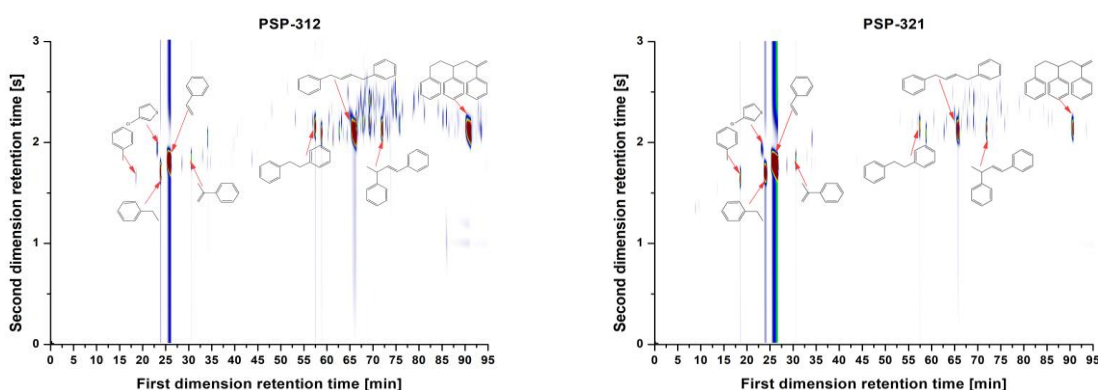 PSP-312
3
2
1
0
Second dimension retention time [s]
0 5 10 15 20 25 30 35 40 45 50 55 60 65 70 75 80 85 90 95
First dimension retention time [min]
PSP-321
3
2
1
0
Second dimension retention time [s]
0 5 10 15 20 25 30 35 40 45 50 55 60 65 70 75 80 85 90 95
First dimension retention time [min]